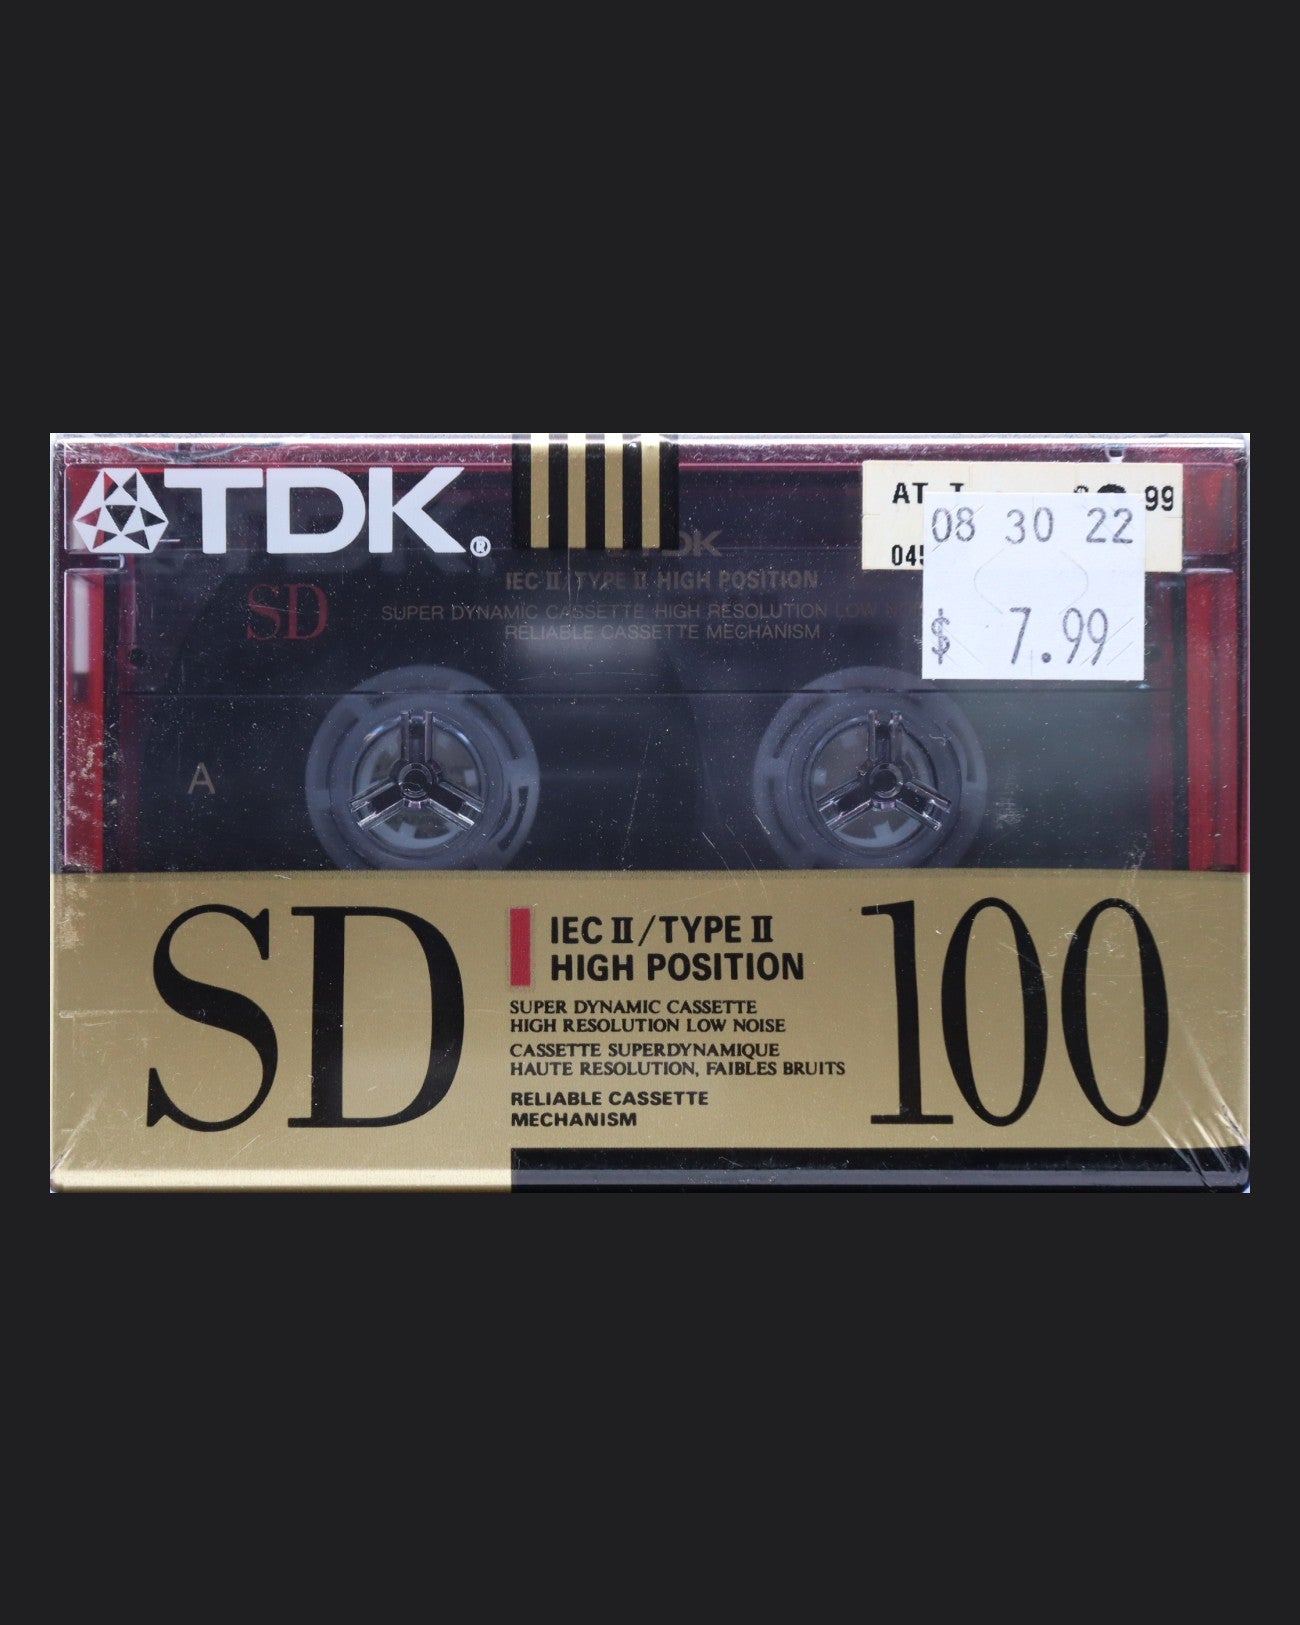 TDK®
AT
99
045
08 30 22
$ 7.99
TDK
SD
IEC II/TYPE II HIGH POSITION
SUPER DYNAMIC CASSETTE HIGH RESOLUTION LOW
RELIABLE CASSETTE MECHANISM
A
SD
IEC II/TYPE II
HIGH POSITION
SUPER DYNAMIC CASSETTE
HIGH RESOLUTION LOW NOISE
CASSETTE SUPERDYNAMIQUE
HAUTE RESOLUTION, FAIBLES BRUITS
RELIABLE CASSETTE
MECHANISM
100